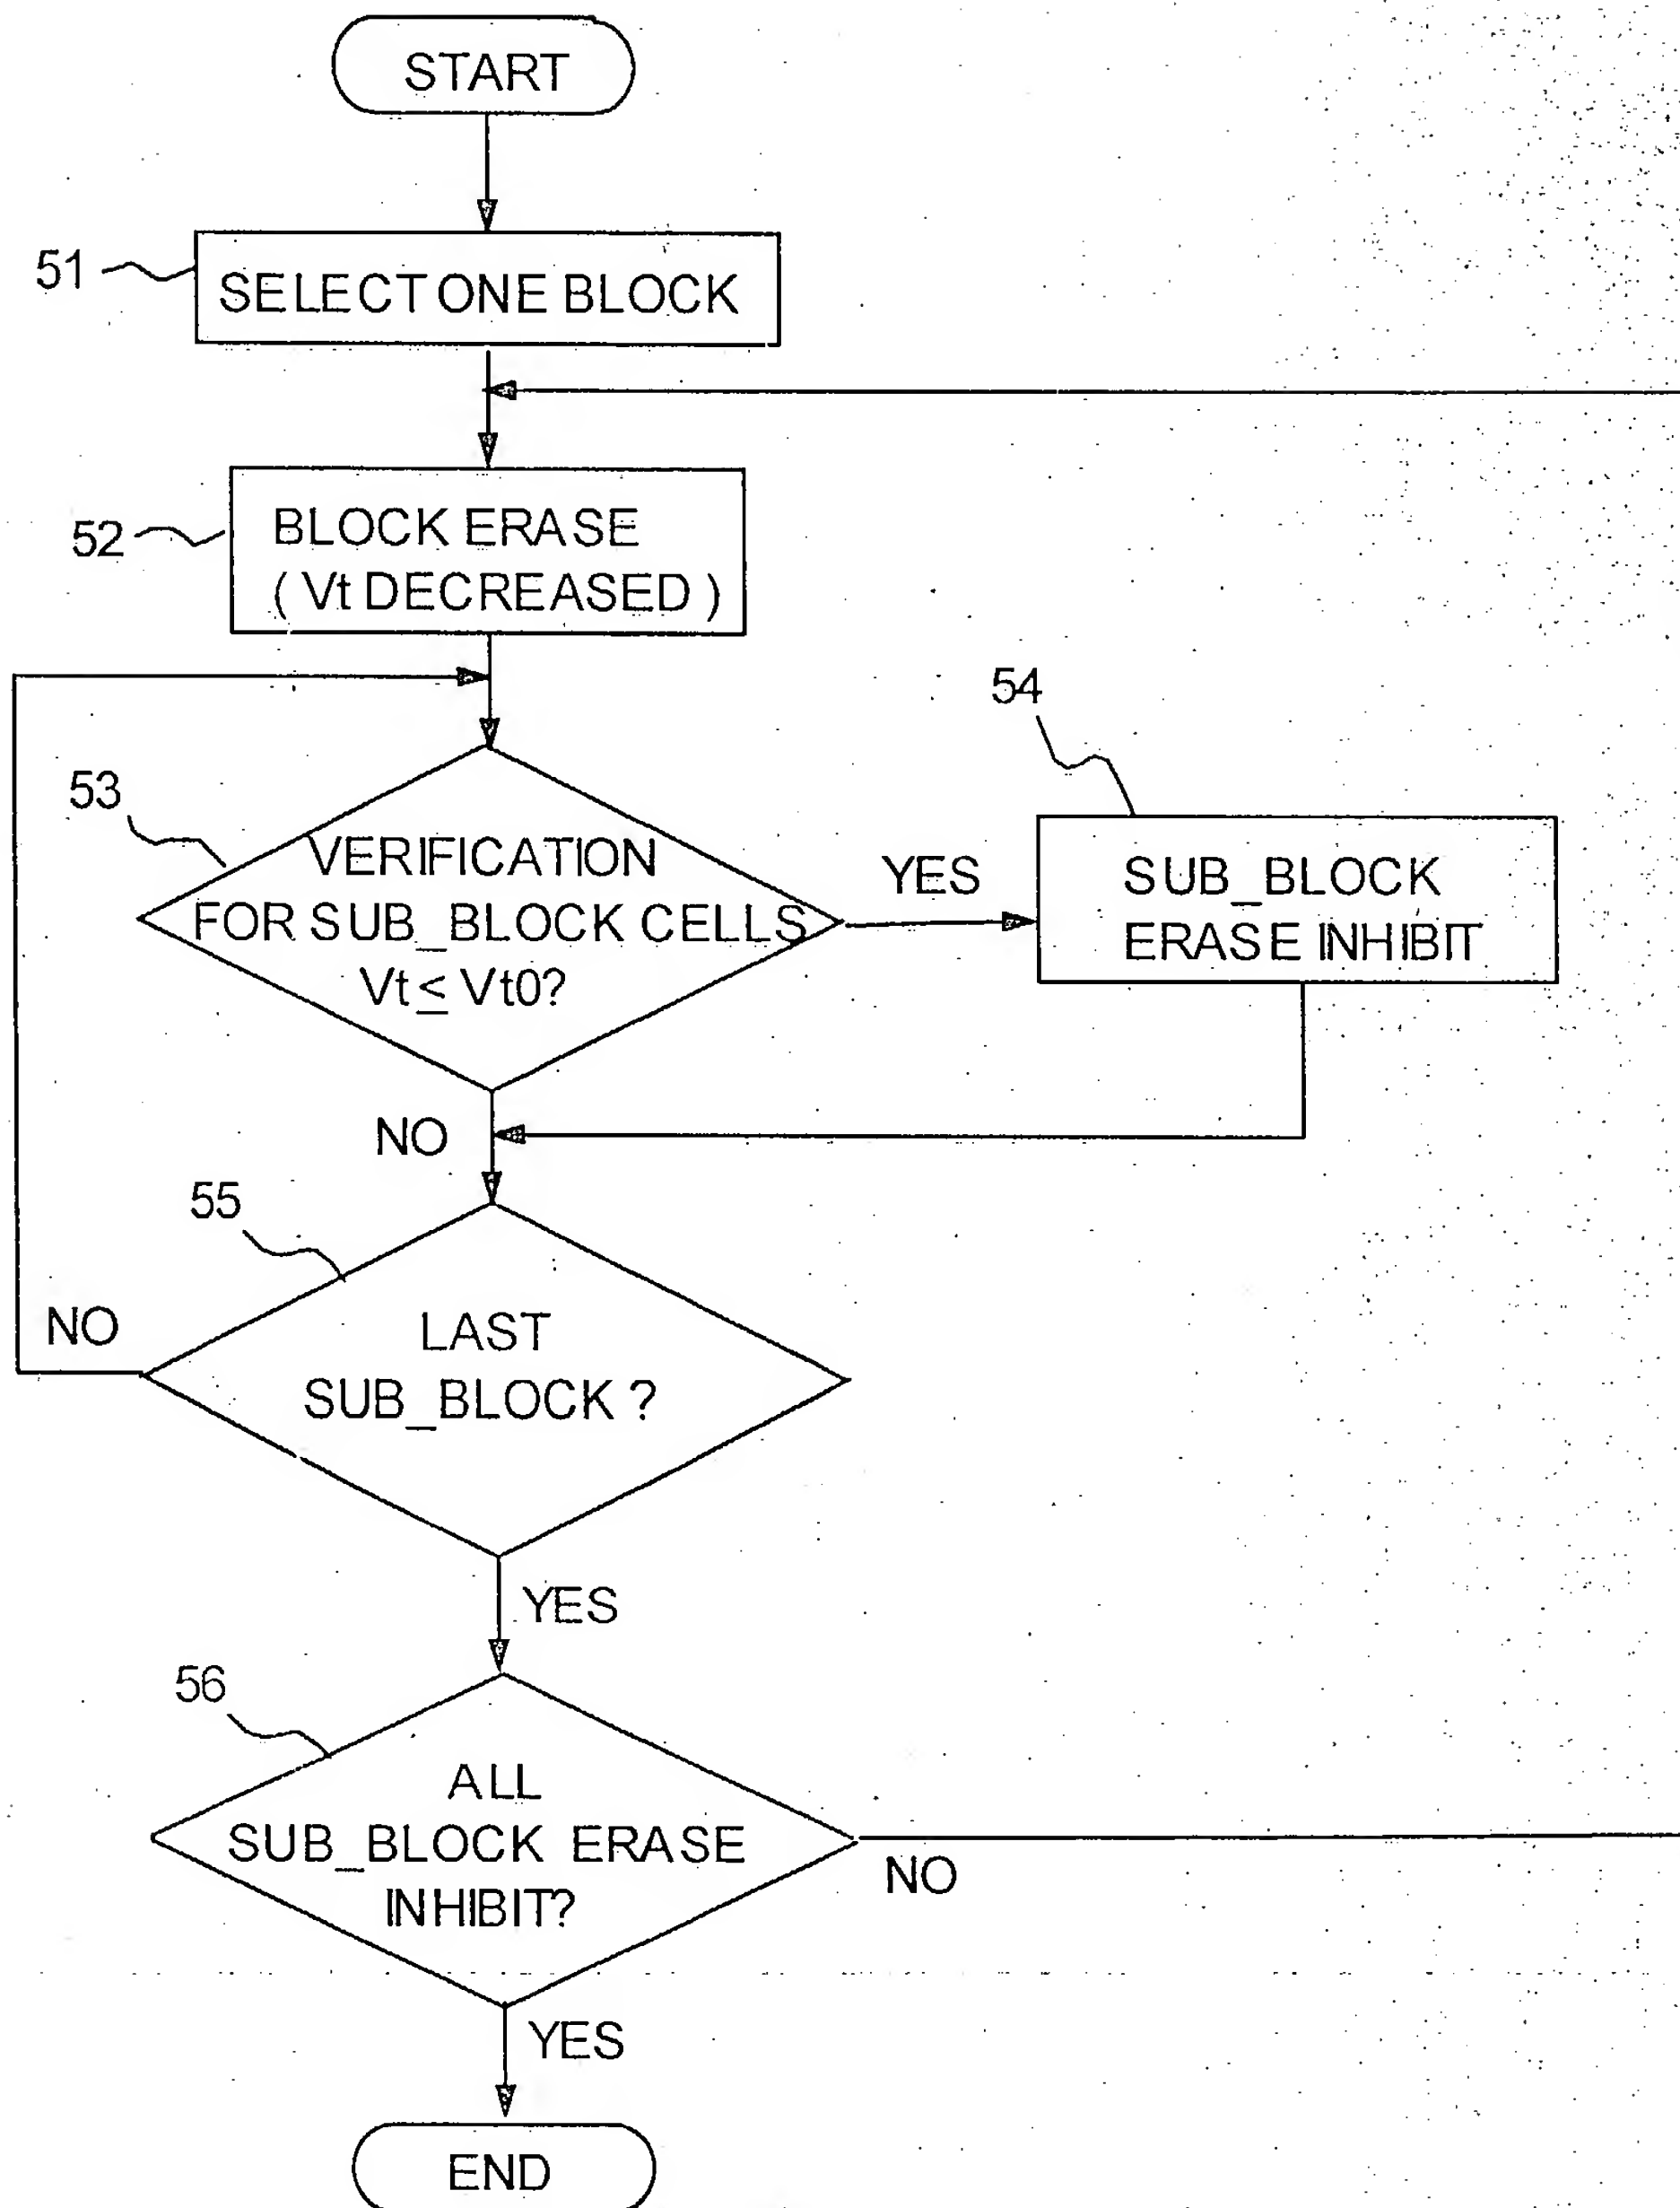 START
51
SELECT ONE BLOCK
52
BLOCK ERASE
( Vt DECREASED )
53
VERIFICATION
FOR SUB_BLOCK CELLS
Vt ≤ Vt0?
YES
54
SUB_BLOCK
ERASE INHIBIT
NO
55
LAST
SUB_BLOCK ?
NO
YES
56
ALL
SUB_BLOCK ERASE
INHIBIT?
NO
YES
END